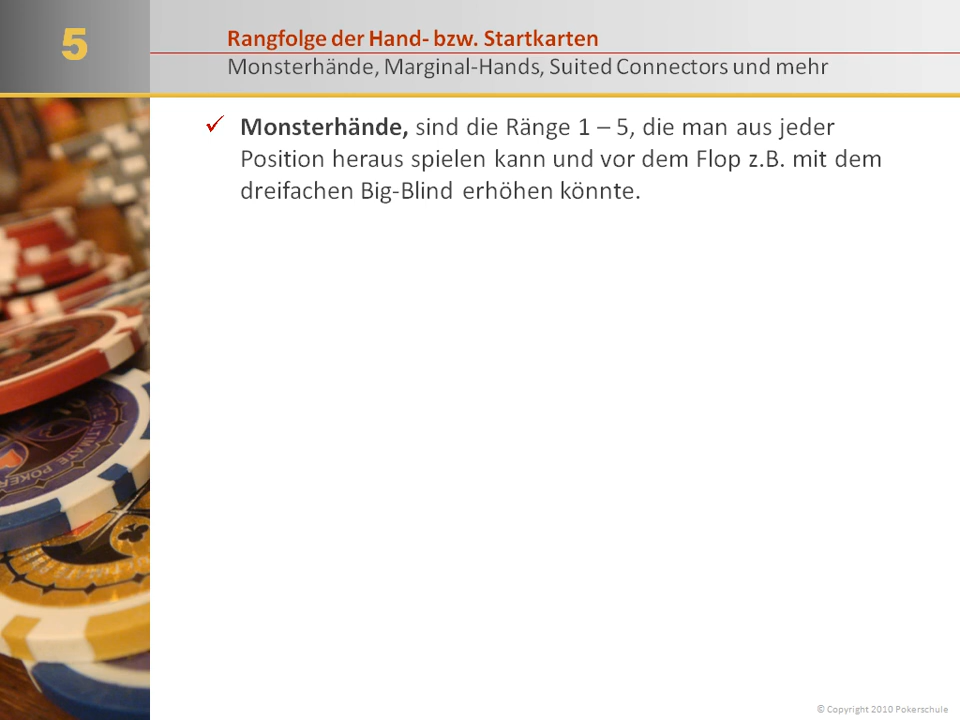 5
Rangfolge der Hand- bzw. Startkarten
Monsterhände, Marginal-Hands, Suited Connectors und mehr
✓ Monsterhände, sind die Ränge 1 – 5, die man aus jeder
Position heraus spielen kann und vor dem Flop z.B. mit dem
dreifachen Big-Blind erhöhen könnte.
ULTIMATE POKER
© Copyright 2010 Pokerschule